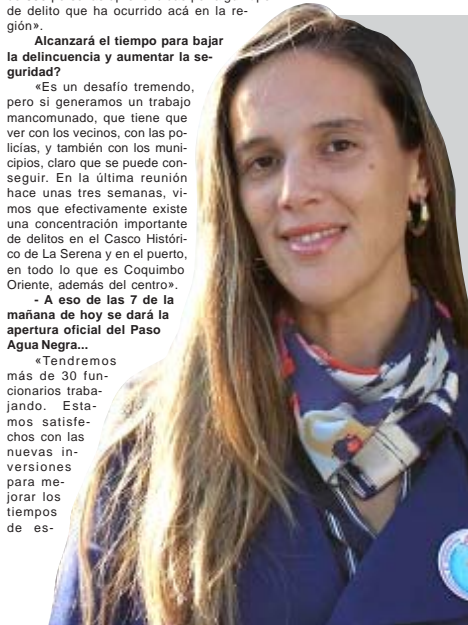 de delito que ha ocurrido acá en la re-
gión».
Alcanzará el tiempo para bajar
la delincuencia y aumentar la se-
guridad?
«Es un desafío tremendo,
pero si generamos un trabajo
mancomunado, que tiene que
ver con los vecinos, con las po-
licías, y también con los muni-
cipios, claro que se puede con-
seguir. En la última reunión
hace unas tres semanas, vi-
mos que efectivamente existe
una concentración importante
de delitos en el Casco Históri-
co de La Serena y en el puerto,
en todo lo que es Coquimbo
Oriente, además del centro».
- A eso de las 7 de la
mañana de hoy se dará la
apertura oficial del Paso
Agua Negra...
«Tendremos
más de 30 fun-
cionarios traba-
jando. Esta-
mos satisfe-
chos con las
nuevas in-
versiones
para me-
jorar los
tiempos
de es-